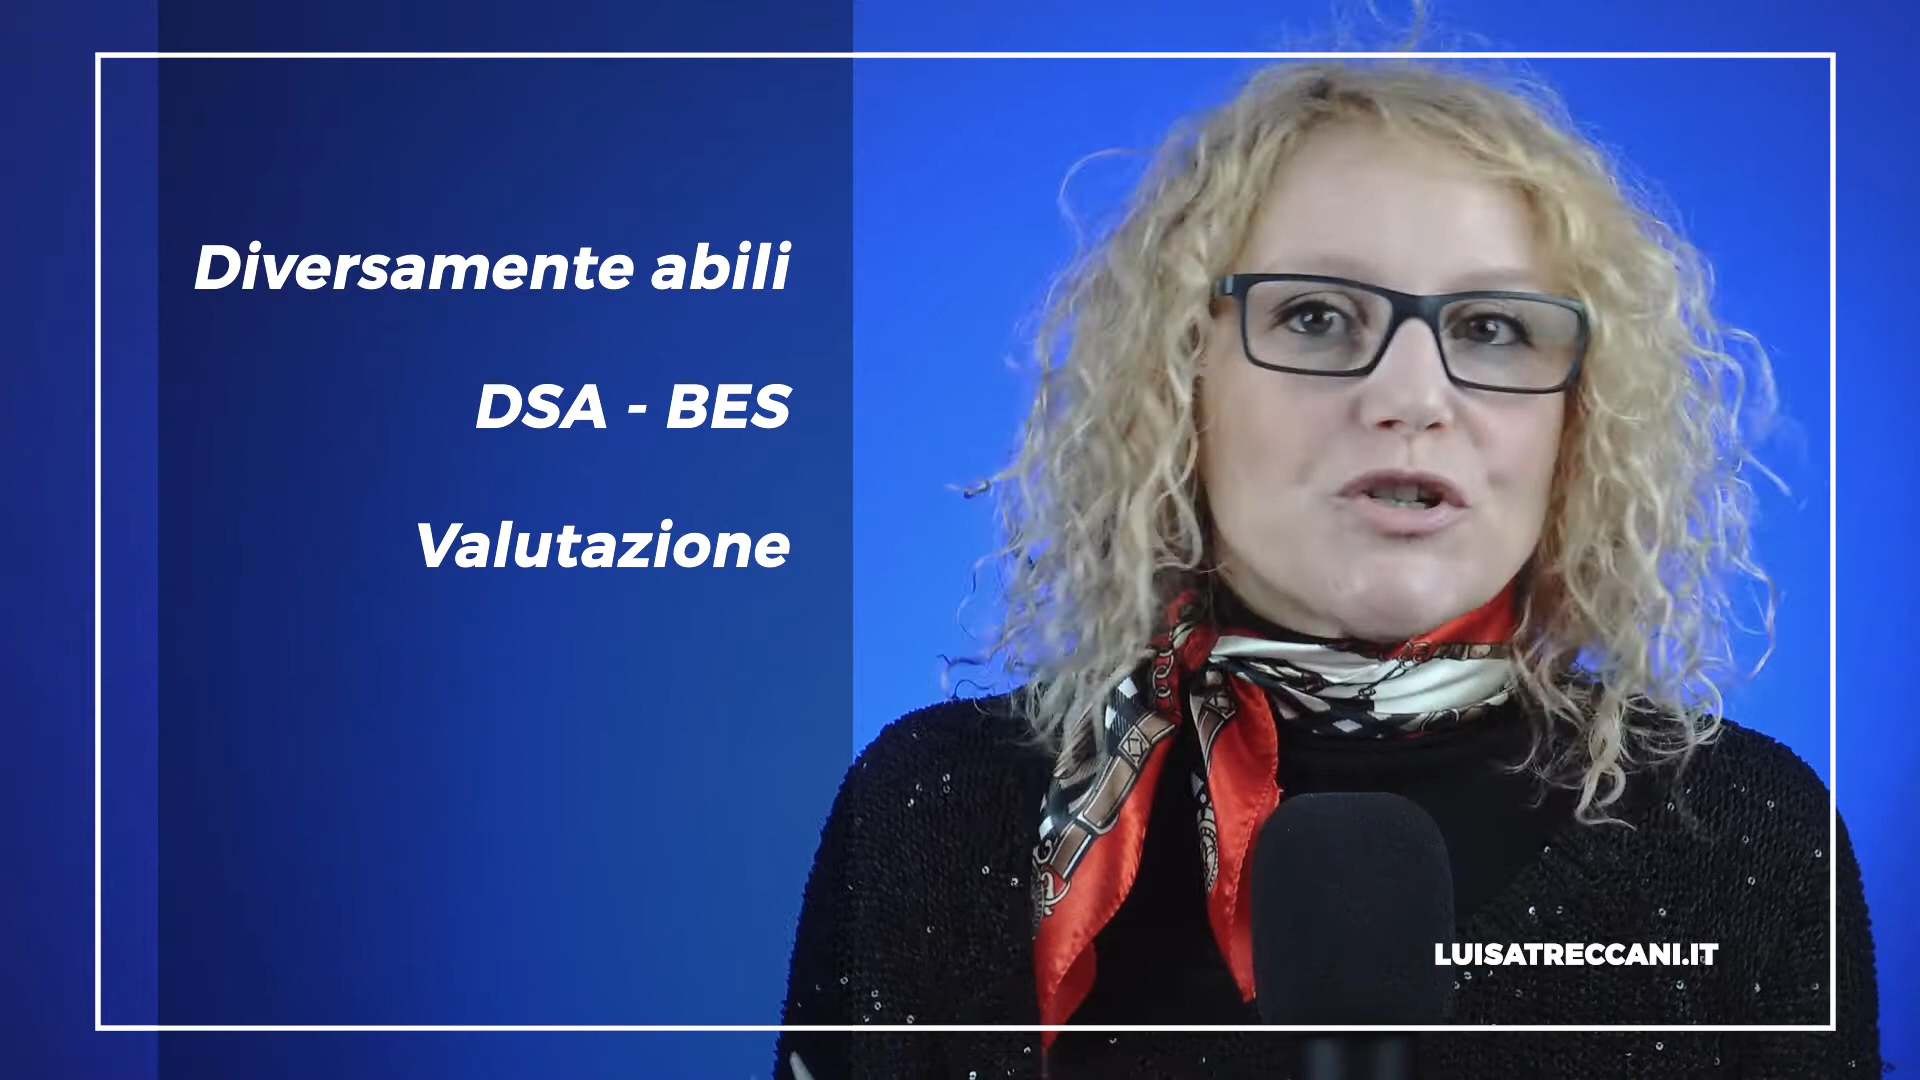 Diversamente abili
DSA - BES
Valutazione
LUISATRECCANI.IT